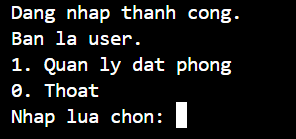 Dang nhap thanh cong.
Ban la user.
1. Quan ly dat phong
0. Thoat
Nhap lua chon: